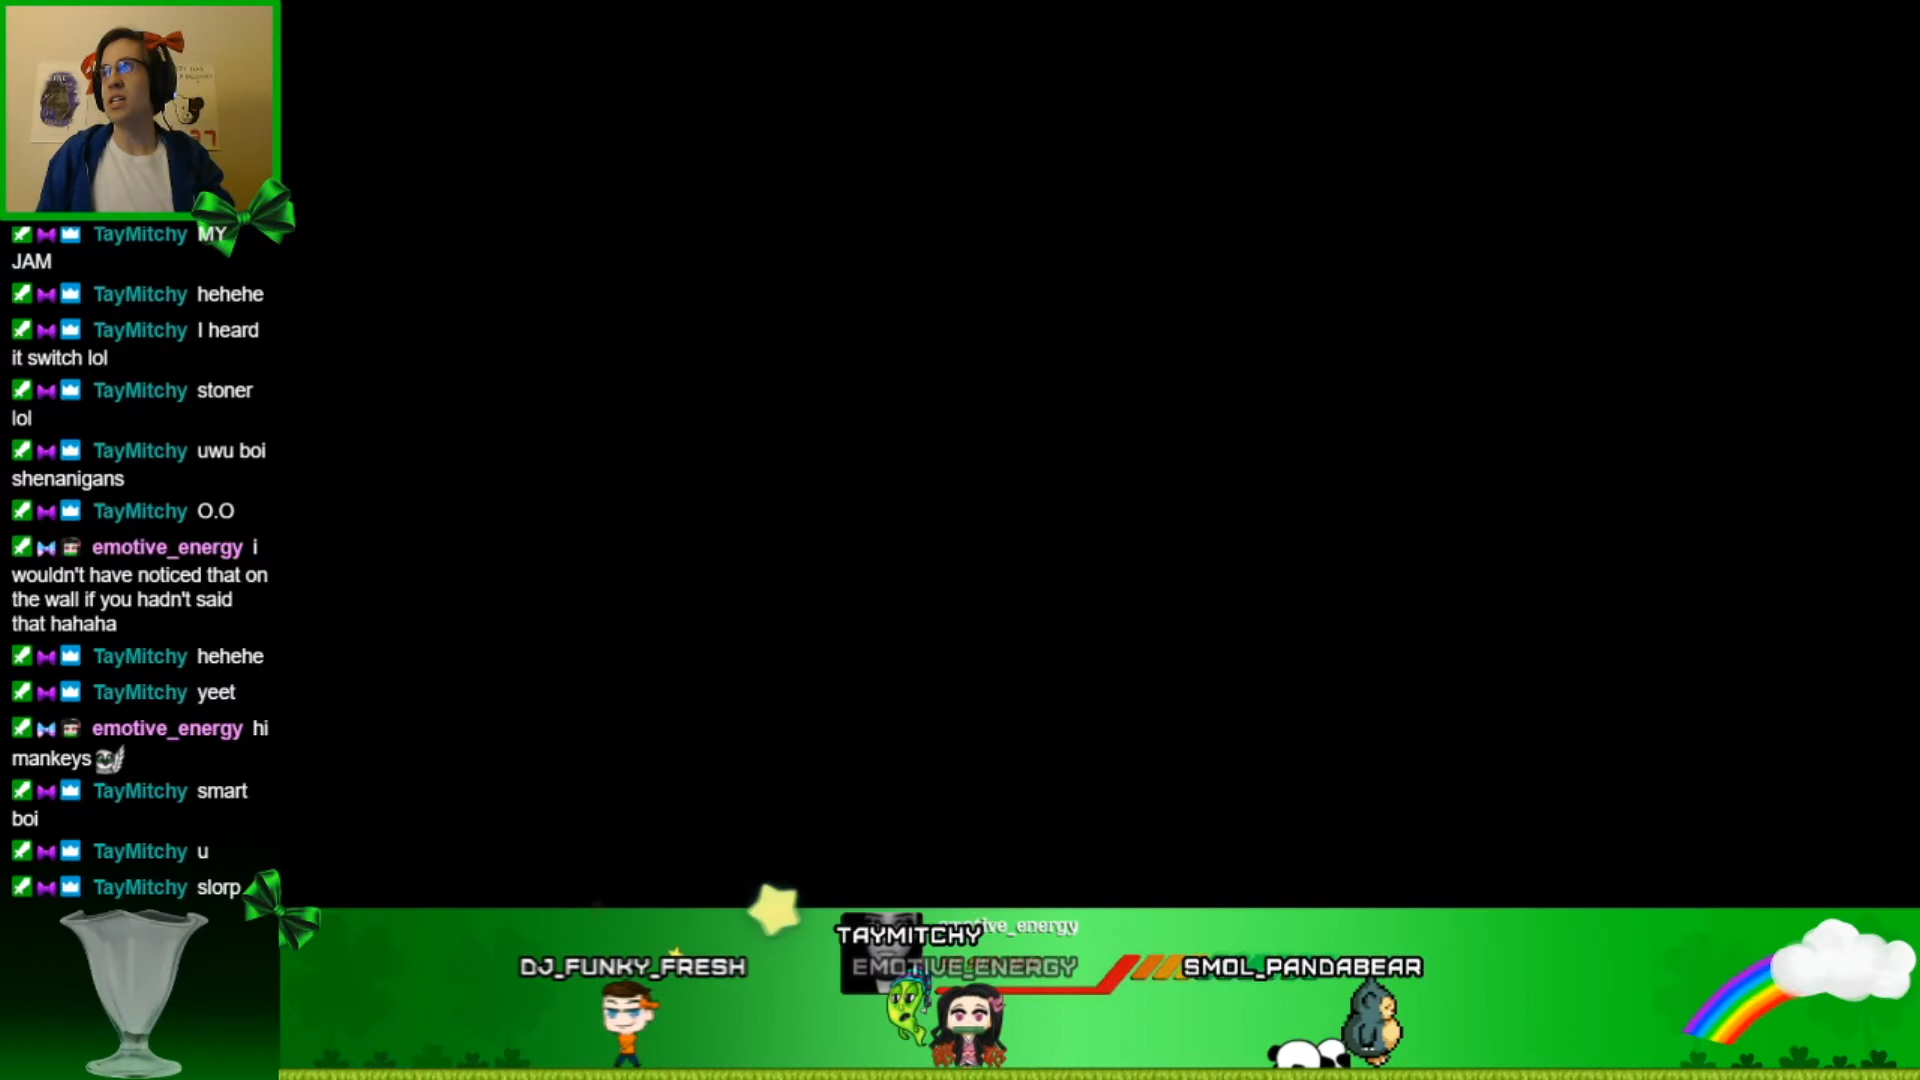 TayMitchy MY
JAM
TayMitchy hehehe
TayMitchy I heard
it switch lol
TayMitchy stoner
lol
TayMitchy uwu boi
shenanigans
TayMitchy O.O
emotive_energy i
wouldn't have noticed that on
the wall if you hadn't said
that hahaha
TayMitchy hehehe
TayMitchy yeet
emotive_energy hi
mankeys
TayMitchy smart
boi
TayMitchy u
TayMitchy slorp
emotive_energy
TAYMITCHY
DJ_FUNKY_FRESH
EMOTIVE_ENERGY
SMOL_PANDABEAR